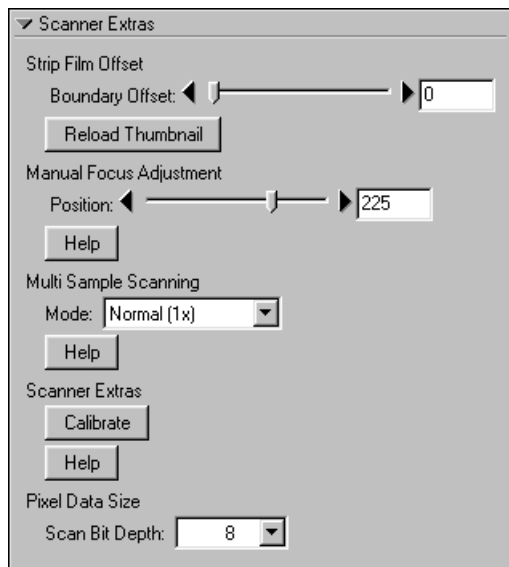 Scanner Extras
Strip Film Offset
Boundary Offset: 0
Reload Thumbnail
Manual Focus Adjustment
Position: 225
Help
Multi Sample Scanning
Mode: Normal (1x)
Help
Scanner Extras
Calibrate
Help
Pixel Data Size
Scan Bit Depth: 8